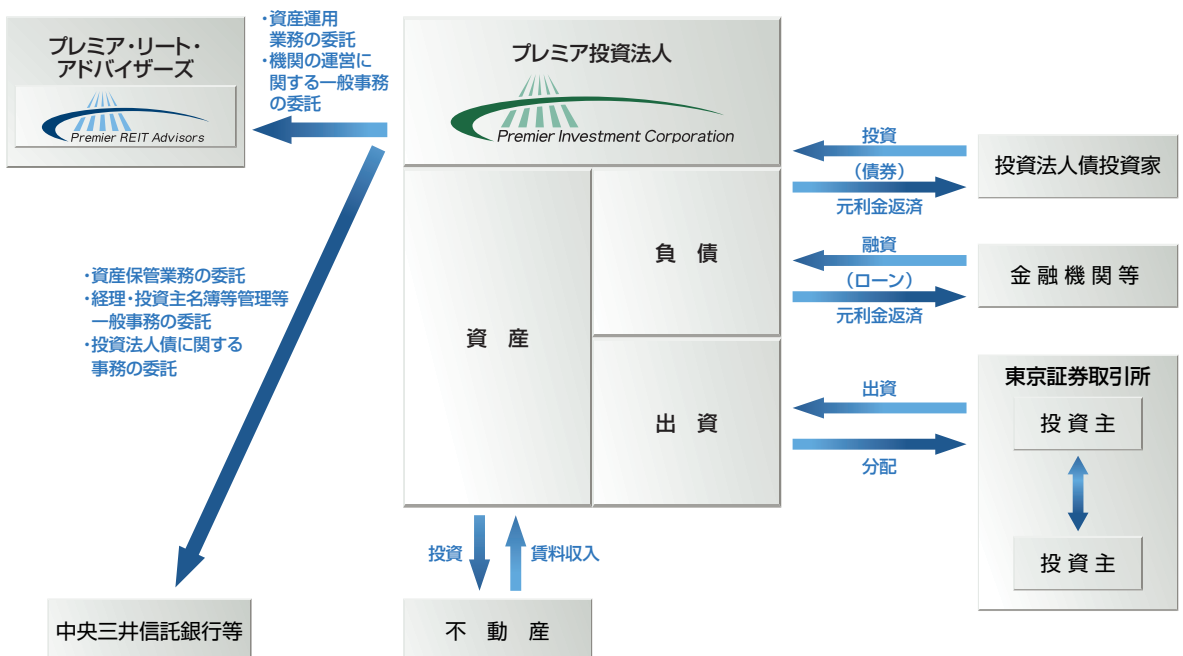 プレミア・リート・
アドバイザーズ
Premier REIT Advisors
・資産運用
業務の委託
・機関の運営に
関する一般事務
の委託
プレミア投資法人
Premier Investment Corporation
投資
（債券）
元利金返済
投資法人債投資家
負 債
融資
（ローン）
元利金返済
金融機関等
・資産保管業務の委託
・経理・投資主名簿等管理等
一般事務の委託
・投資法人債に関する
事務の委託
資 産
出 資
出資
分配
東京証券取引所
投資主
投資主
投資
賃料収入
中央三井信託銀行等
不 動 産